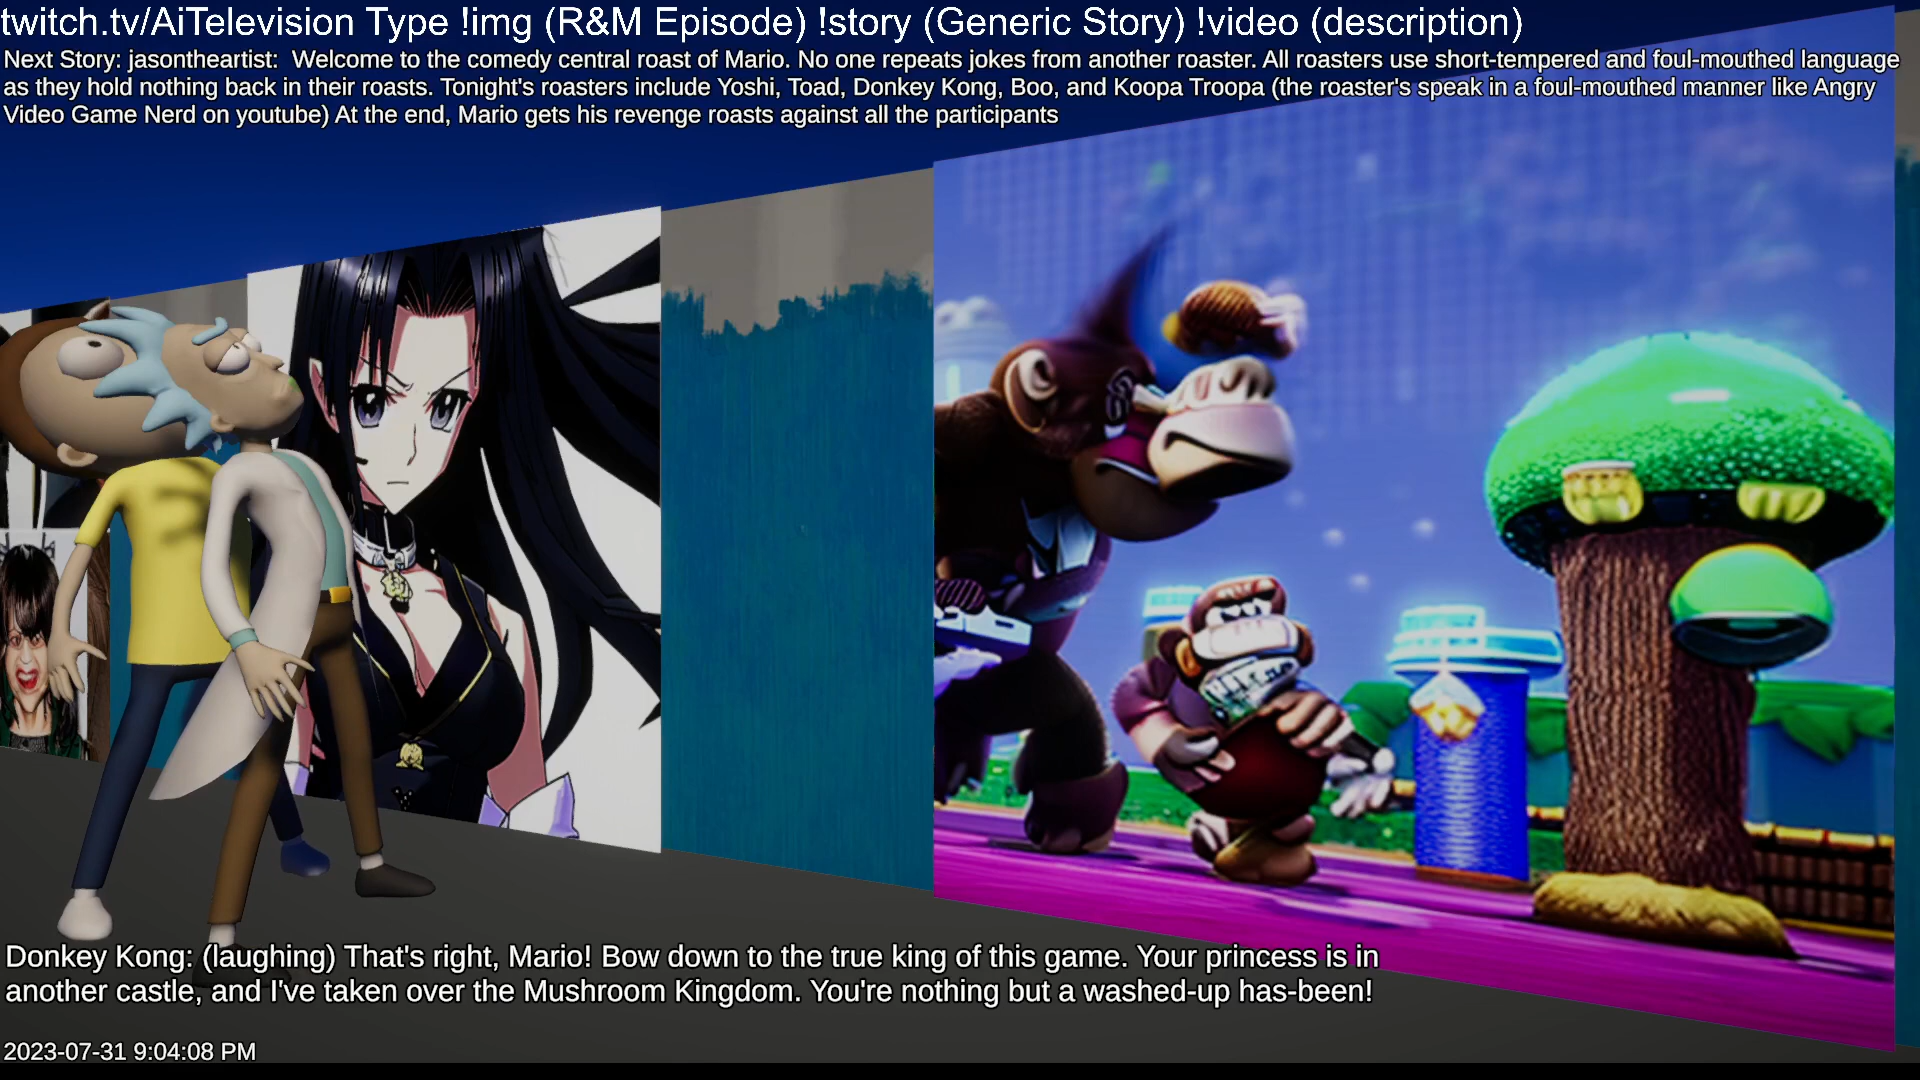 twitch.tv/AiTelevision Type !img (R&M Episode) !story (Generic Story) !video (description)
Next Story: jasontheartist:  Welcome to the comedy central roast of Mario. No one repeats jokes from another roaster. All roasters use short-tempered and foul-mouthed language
as they hold nothing back in their roasts. Tonight's roasters include Yoshi, Toad, Donkey Kong, Boo, and Koopa Troopa (the roaster's speak in a foul-mouthed manner like Angry
Video Game Nerd on youtube) At the end, Mario gets his revenge roasts against all the participants
Donkey Kong: (laughing) That's right, Mario! Bow down to the true king of this game. Your princess is in
another castle, and I've taken over the Mushroom Kingdom. You're nothing but a washed-up has-been!
2023-07-31 9:04:08 PM